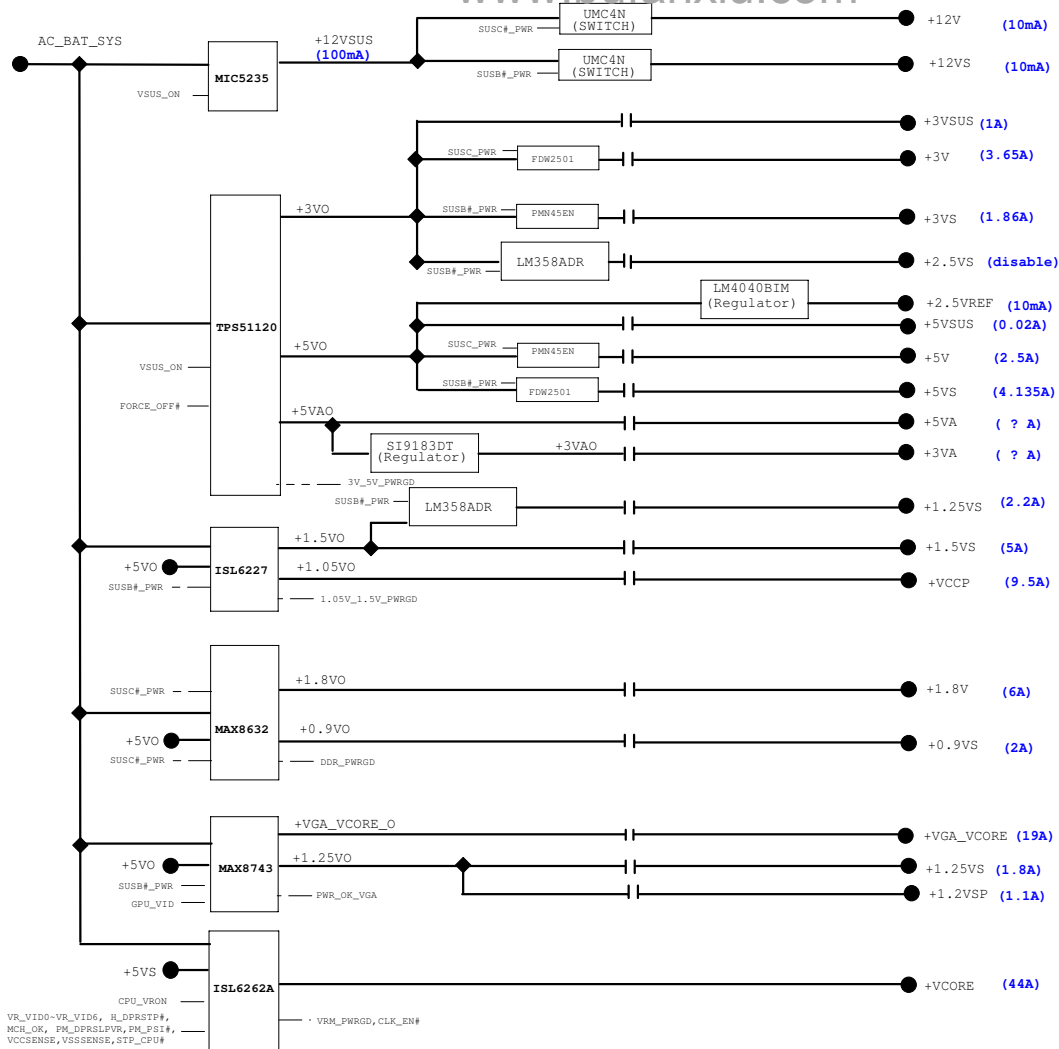 AC_BAT_SYS
MIC5235
VSUS_ON
+12VSUS
(100mA)
SUSC#_PWR
UMC4N
(SWITCH)
+12V (10mA)
SUSB#_PWR
UMC4N
(SWITCH)
+12VS (10mA)
TPS51120
VSUS_ON
FORCE_OFF#
+3VO
+3VSUS (1A)
SUSC_PWR
FDW2501
+3V (3.65A)
SUSB#_PWR
PMN45EN
+3VS (1.86A)
SUSB#_PWR
LM358ADR
+2.5VS (disable)
+5VO
LM4040BIM
(Regulator)
+2.5VREF (10mA)
+5VSUS (0.02A)
SUSC_PWR
PMN45EN
+5V (2.5A)
SUSB#_PWR
FDW2501
+5VS (4.135A)
+5VAO
+5VA ( ? A)
SI9183DT
(Regulator)
+3VAO
+3VA ( ? A)
3V_5V_PWRGD
SUSB#_PWR
LM358ADR
+1.25VS (2.2A)
ISL6227
+5VO
SUSB#_PWR
+1.5VO
+1.5VS (5A)
+1.05VO
+VCCP (9.5A)
1.05V_1.5V_PWRGD
MAX8632
SUSC#_PWR
+5VO
SUSC#_PWR
+1.8VO
+1.8V (6A)
+0.9VO
+0.9VS (2A)
DDR_PWRGD
MAX8743
+5VO
SUSB#_PWR
GPU_VID
+VGA_VCORE_O
+VGA_VCORE (19A)
+1.25VO
+1.25VS (1.8A)
+1.2VSP (1.1A)
PWR_OK_VGA
ISL6262A
+5VS
CPU_VRON
VR_VID0~VR_VID6, H_DPRSTP#,
MCH_OK, PM_DPRSLPVR,PM_PSI#,
VCCSENSE,VSSSENSE,STP_CPU#
+VCORE (44A)
VRM_PWRGD,CLK_EN#